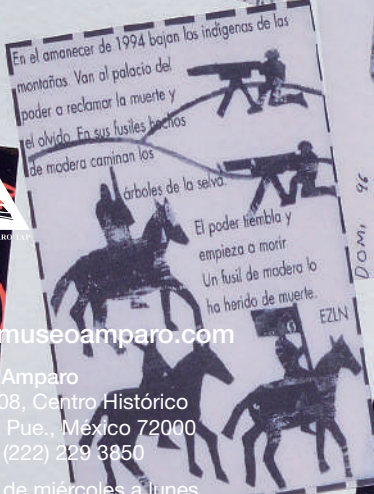 En el amanecer de 1994 bajan los indígenas de las
montañas. Van al palacio del
poder a reclamar la muerte y
el olvido. En sus fusiles hechos
de madera caminan los
árboles de la selva.
El poder tiembla y
empieza a morir
Un fusil de madera lo
ha herido de muerte.
EZLN
DOMI 96
museoamparo.com
Amparo
08, Centro Histórico
Pue., México 72000
(222) 229 3850
de miércoles a lunes